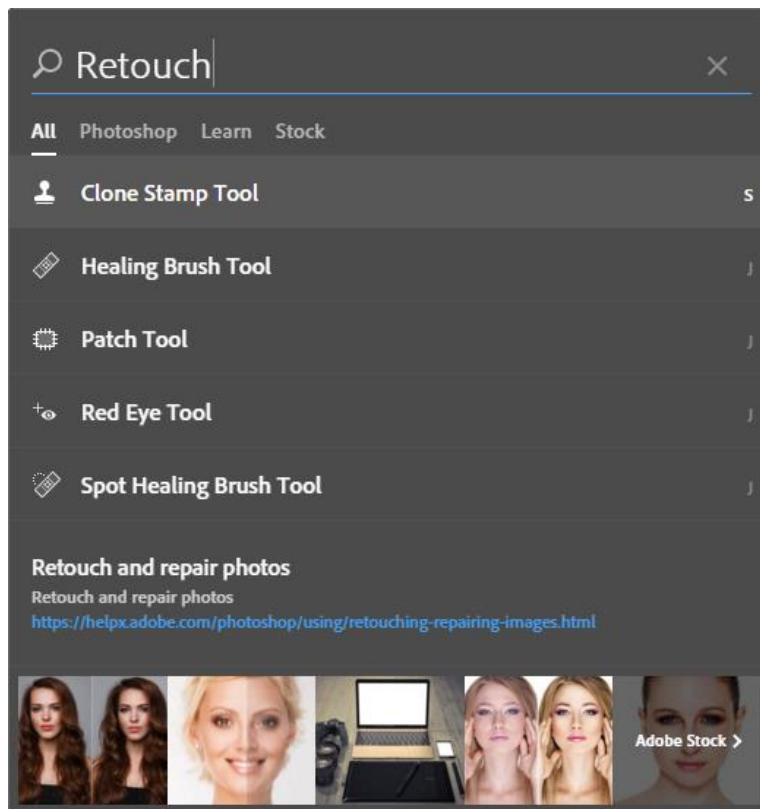 Retouch
All Photoshop Learn Stock
Clone Stamp Tool S
Healing Brush Tool J
Patch Tool J
Red Eye Tool J
Spot Healing Brush Tool J
Retouch and repair photos
Retouch and repair photos
https://helpx.adobe.com/photoshop/using/retouching-repairing-images.html
Adobe Stock